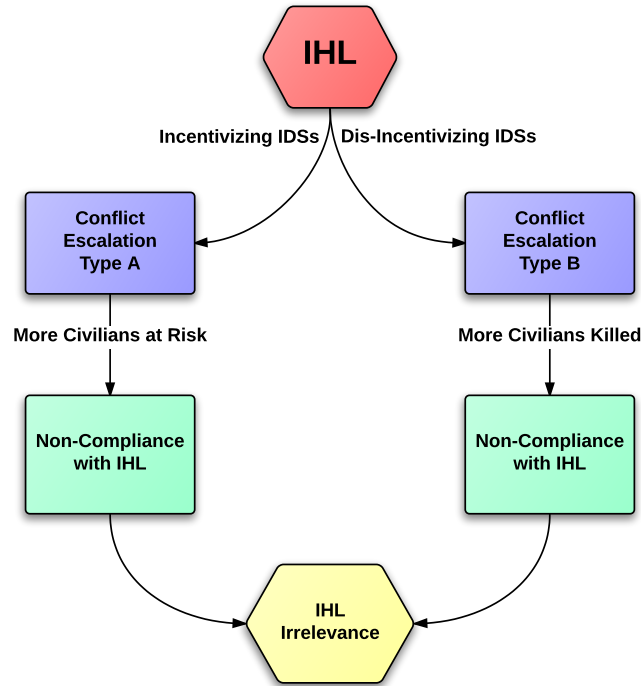 IHL
Incentivizing IDSs
Dis-Incentivizing IDSs
Conflict
Escalation
Type A
Conflict
Escalation
Type B
More Civilians at Risk
More Civilians Killed
Non-Compliance
with IHL
Non-Compliance
with IHL
IHL
Irrelevance